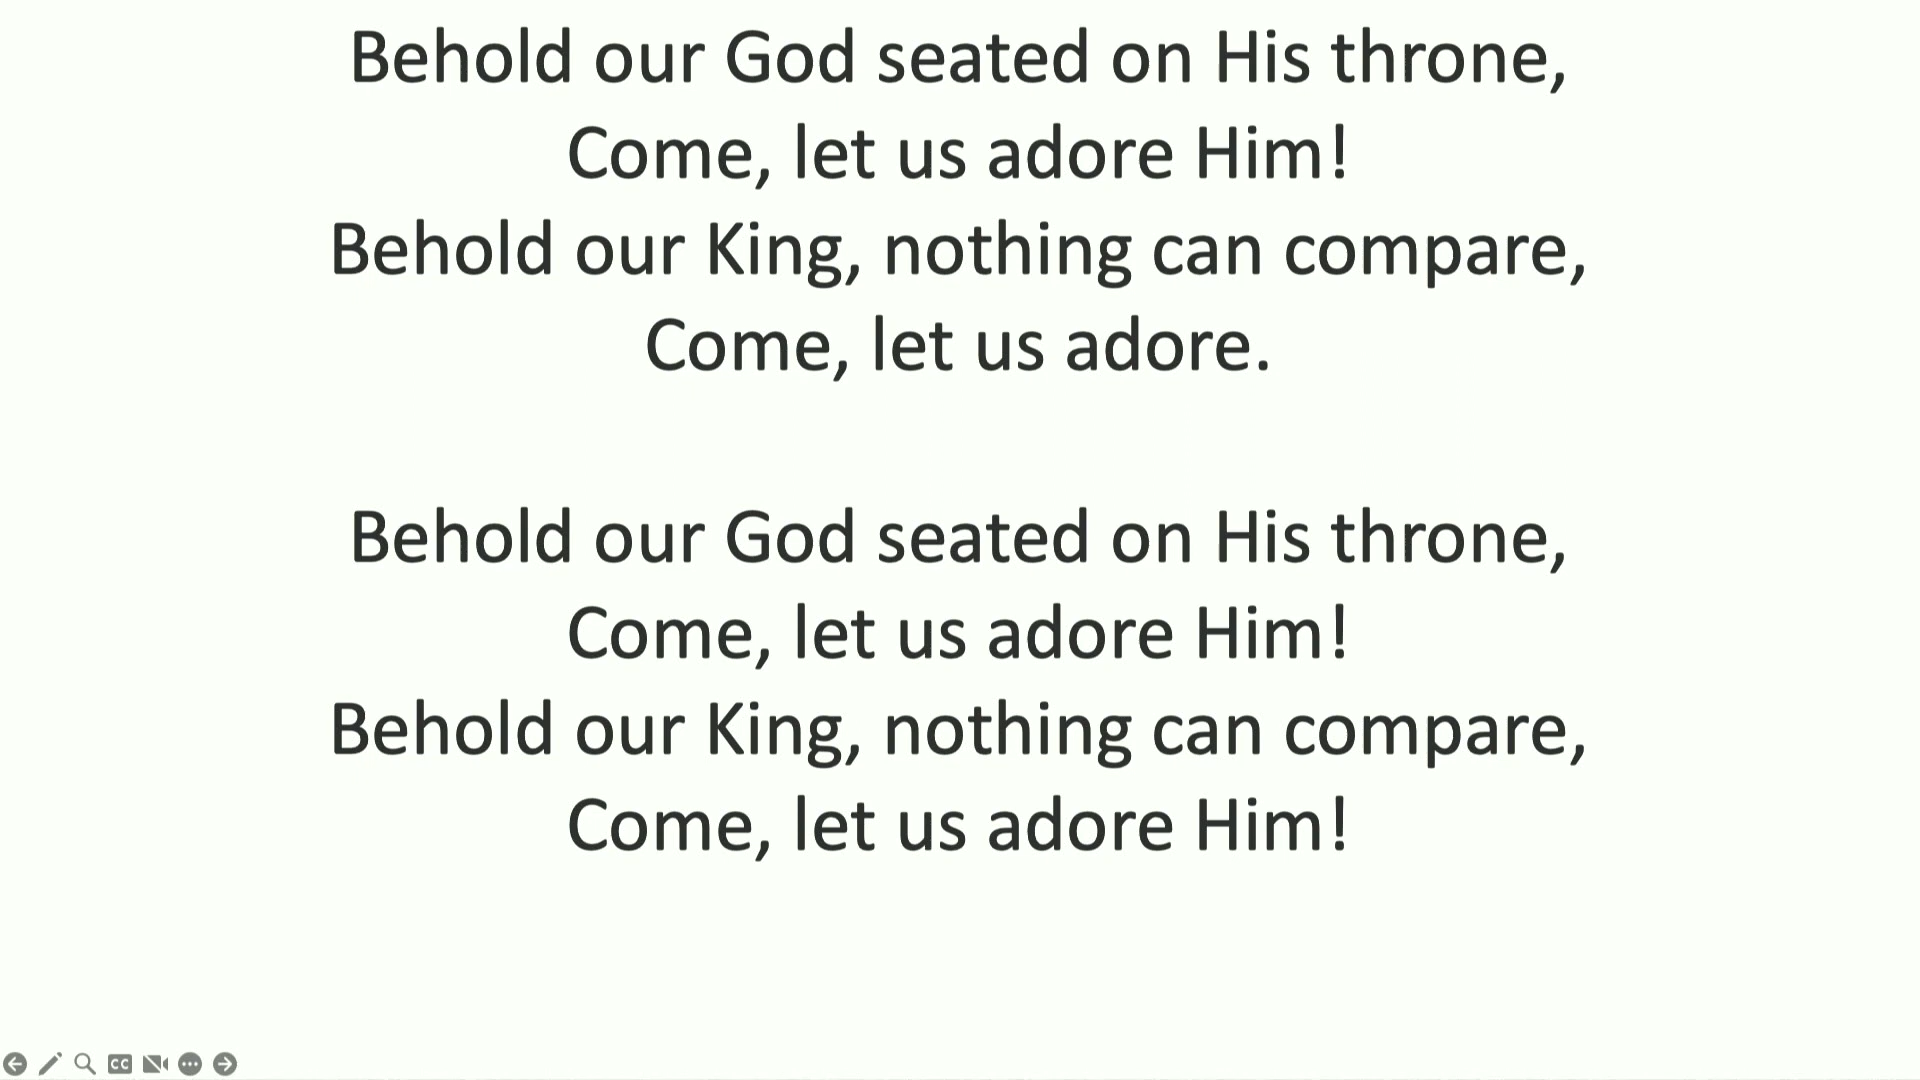 Behold our God seated on His throne,
Come, let us adore Him!
Behold our King, nothing can compare,
Come, let us adore.
Behold our God seated on His throne,
Come, let us adore Him!
Behold our King, nothing can compare,
Come, let us adore Him!
CC